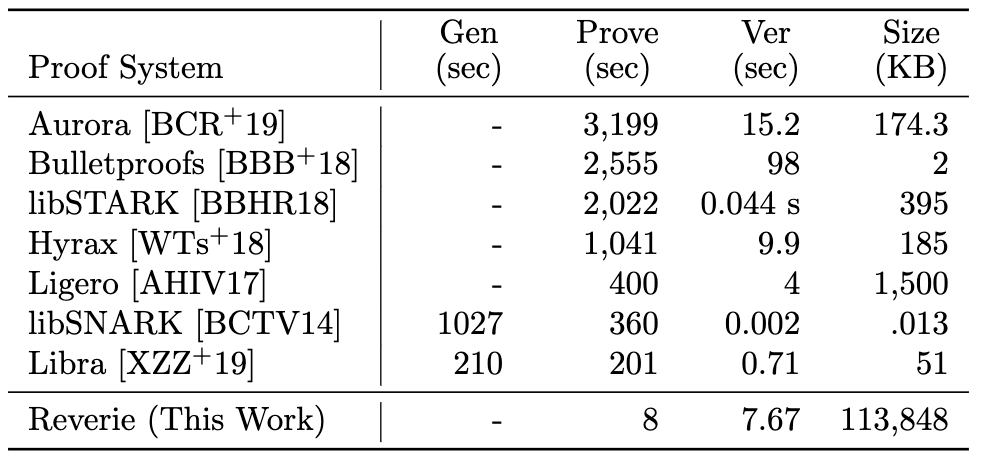 Gen Prove Ver Size
Proof System (sec) (sec) (sec) (KB)
Aurora [BCR+19] - 3,199 15.2 174.3
Bulletproofs [BBB+18] - 2,555 98 2
libSTARK [BBHR18] - 2,022 0.044 s 395
Hyrax [WTs+18] - 1,041 9.9 185
Ligero [AHIV17] - 400 4 1,500
libSNARK [BCTV14] 1027 360 0.002 .013
Libra [XZZ+19] 210 201 0.71 51
Reverie (This Work) - 8 7.67 113,848